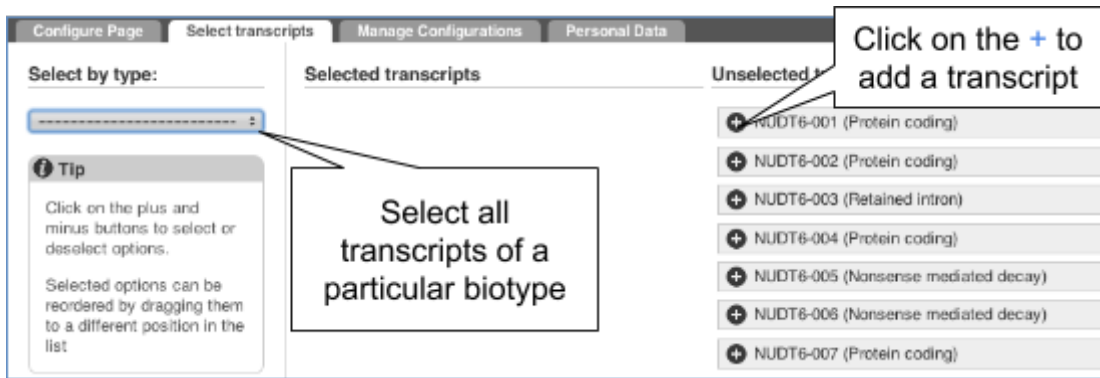 Configure Page
Select transcripts
Manage Configurations
Personal Data
Click on the + to
add a transcript
Select by type:
Selected transcripts
Unselected
-------------------------
NUDT6-001 (Protein coding)
Tip
NUDT6-002 (Protein coding)
Click on the plus and
minus buttons to select or
deselect options.
Selected options can be
reordered by dragging them
to a different position in the
list
Select all
transcripts of a
particular biotype
NUDT6-003 (Retained intron)
NUDT6-004 (Protein coding)
NUDT6-005 (Nonsense mediated decay)
NUDT6-006 (Nonsense mediated decay)
NUDT6-007 (Protein coding)